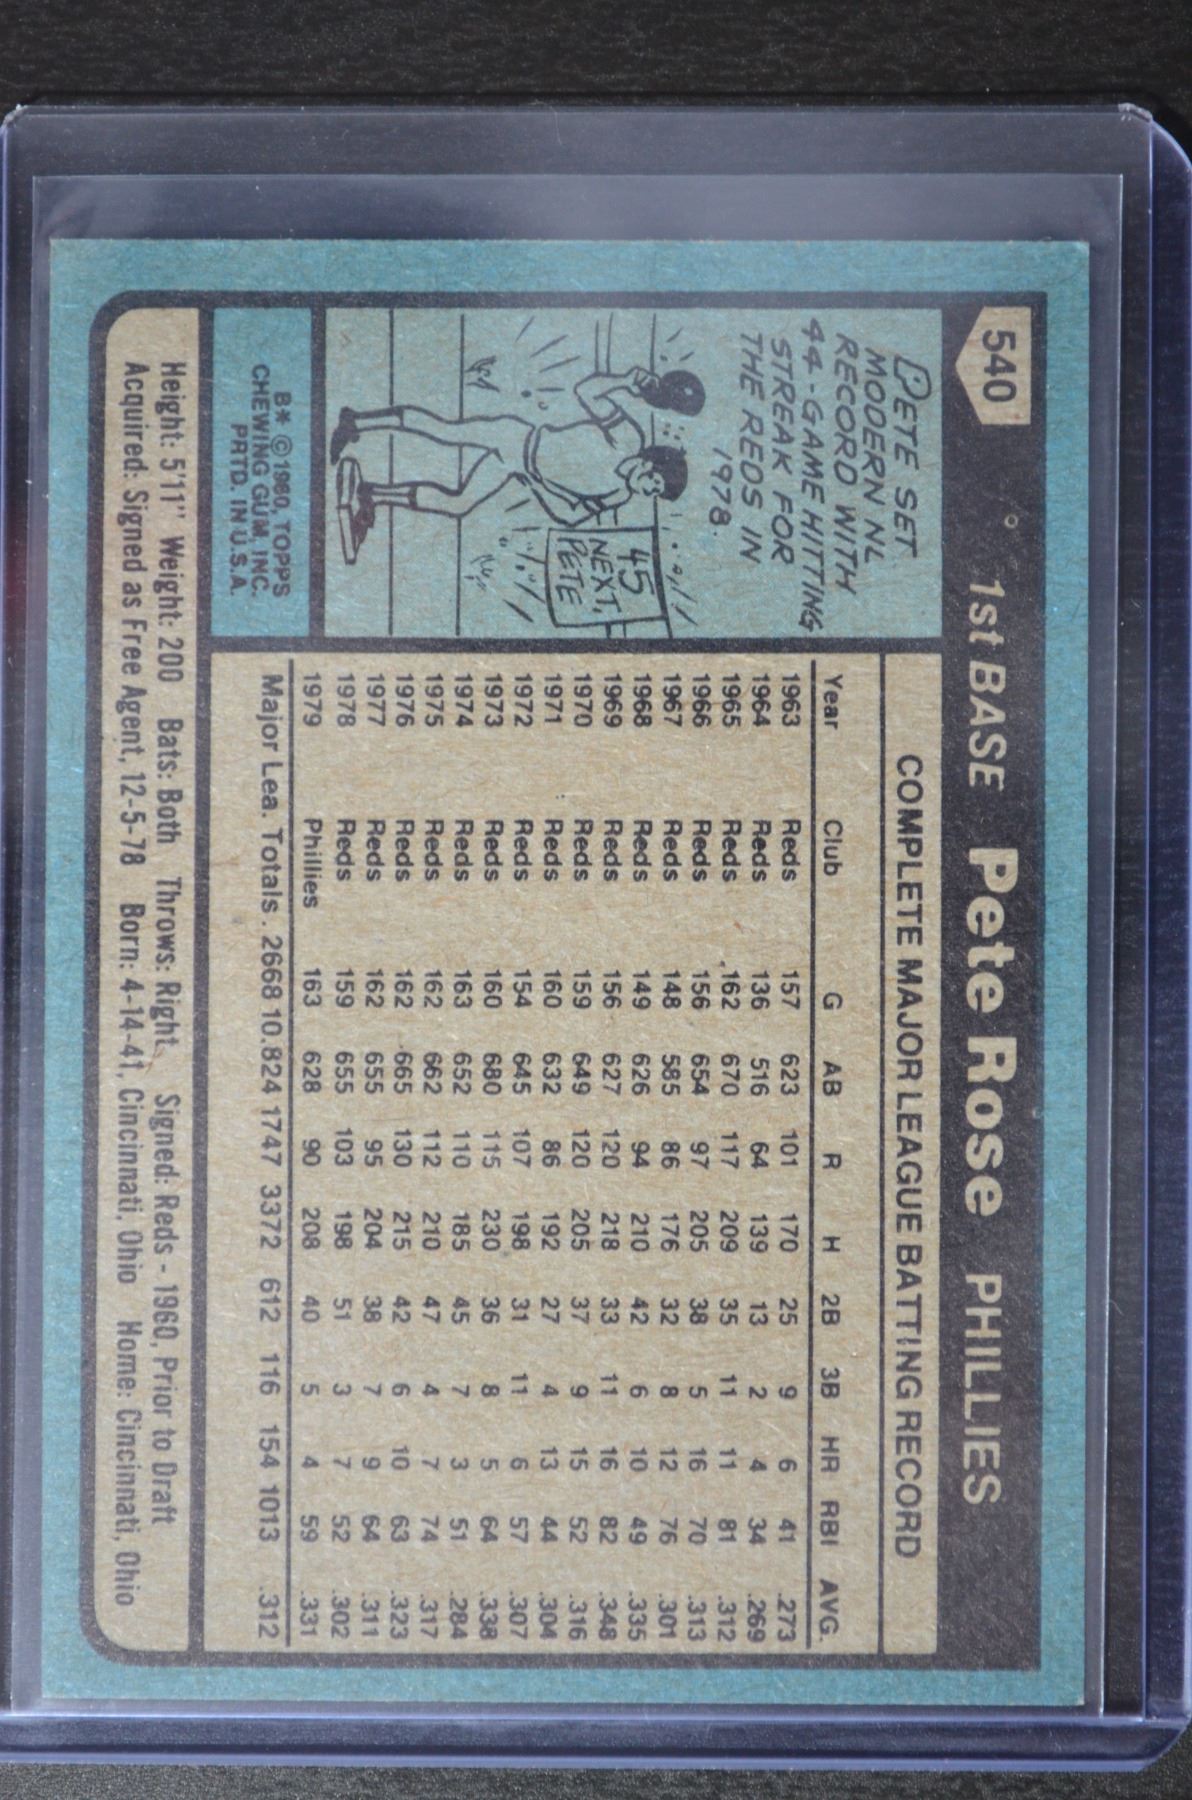 540 1st BASE Pete Rose PHILLIES
PETE SET
MODERN NL
RECORD WITH
44-GAME HITTING
STREAK FOR
THE REDS IN
1978.
45
NEXT,
PETE
B* © 1980, TOPPS
CHEWING GUM, INC.
PRTD. IN U.S.A.
COMPLETE MAJOR LEAGUE BATTING RECORD
Year Club G AB R H 2B 3B HR RBI AVG.
1963 Reds 157 623 101 170 25 9 6 41 .273
1964 Reds 136 516 64 139 13 2 4 34 .269
1965 Reds 162 670 117 209 35 11 11 81 .312
1966 Reds 156 654 97 205 38 5 16 70 .313
1967 Reds 148 585 86 176 32 8 12 76 .301
1968 Reds 149 626 94 210 42 6 10 49 .335
1969 Reds 156 627 120 218 33 11 16 82 .348
1970 Reds 159 649 120 205 37 9 15 52 .316
1971 Reds 160 632 86 192 27 4 13 44 .304
1972 Reds 154 645 107 198 31 11 6 57 .307
1973 Reds 160 680 115 230 36 8 5 64 .338
1974 Reds 163 652 110 185 45 7 3 51 .284
1975 Reds 162 662 112 210 47 4 7 74 .317
1976 Reds 162 665 130 215 42 6 10 63 .323
1977 Reds 162 655 95 204 38 7 9 64 .311
1978 Reds 159 655 103 198 51 3 7 52 .302
1979 Phillies 163 628 90 208 40 5 4 59 .331
Major Lea. Totals . 2668 10.824 1747 3372 612 116 154 1013 .312
Height: 5'11" Weight: 200 Bats: Both Throws: Right Signed: Reds - 1960, Prior to Draft
Acquired: Signed as Free Agent, 12-5-78 Born: 4-14-41, Cincinnati, Ohio Home: Cincinnati, Ohio